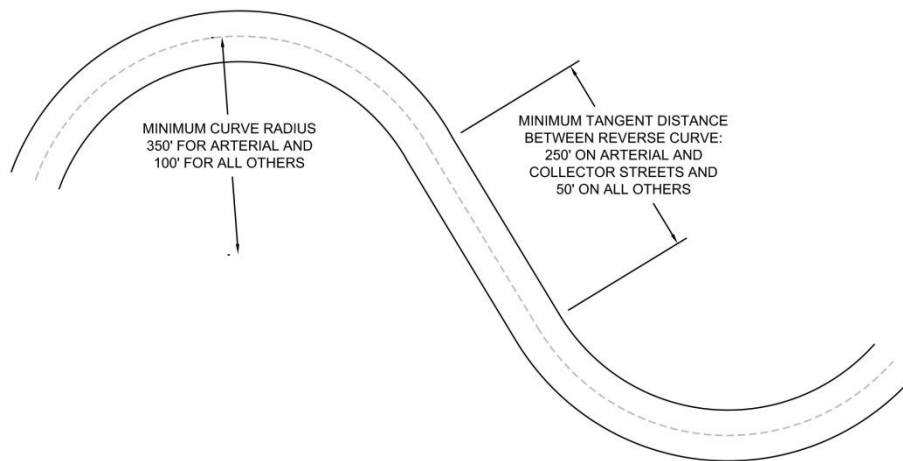 MINIMUM CURVE RADIUS
350' FOR ARTERIAL AND
100' FOR ALL OTHERS
MINIMUM TANGENT DISTANCE
BETWEEN REVERSE CURVE:
250' ON ARTERIAL AND
COLLECTOR STREETS AND
50' ON ALL OTHERS